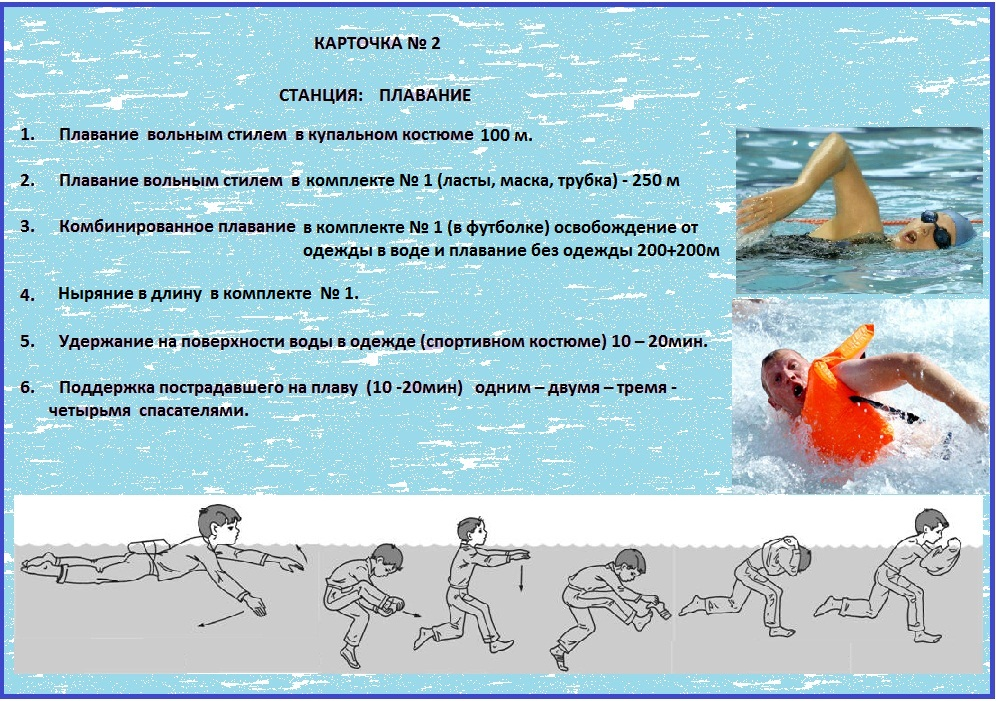 КАРТОЧКА № 2
СТАНЦИЯ: ПЛАВАНИЕ
1. Плавание вольным стилем в купальном костюме 100 м.
2. Плавание вольным стилем в комплекте № 1 (ласты, маска, трубка) - 250 м
3. Комбинированное плавание в комплекте № 1 (в футболке) освобождение от
одежды в воде и плавание без одежды 200+200м
4. Ныряние в длину в комплекте № 1.
5. Удержание на поверхности воды в одежде (спортивном костюме) 10 – 20мин.
6. Поддержка пострадавшего на плаву (10 -20мин) одним – двумя – тремя -
четырьмя спасателями.